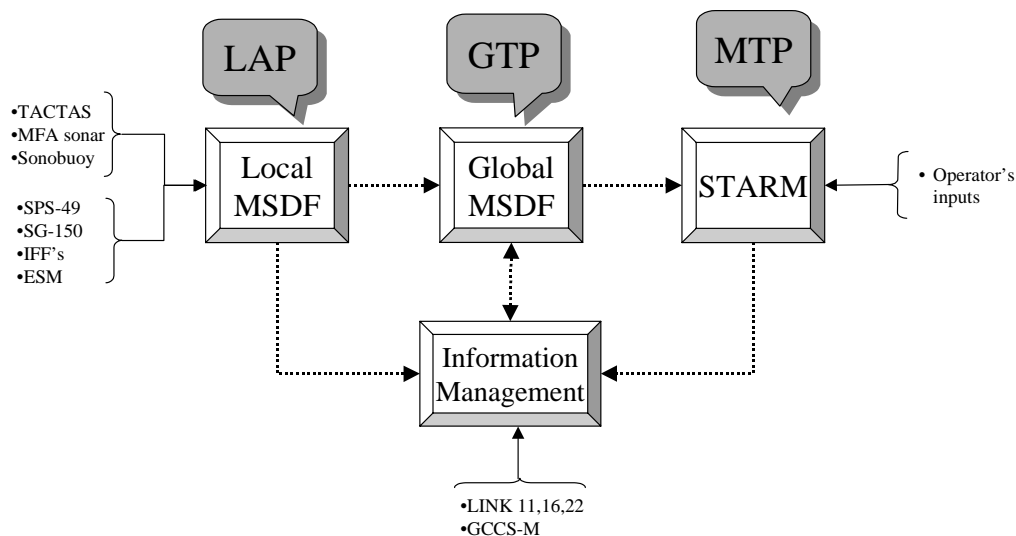 LAP
GTP
MTP
•TACTAS
•MFA sonar
•Sonobuoy
•SPS-49
•SG-150
•IFF's
•ESM
Local
MSDF
Global
MSDF
STARM
• Operator's
inputs
Information
Management
•LINK 11,16,22
•GCCS-M